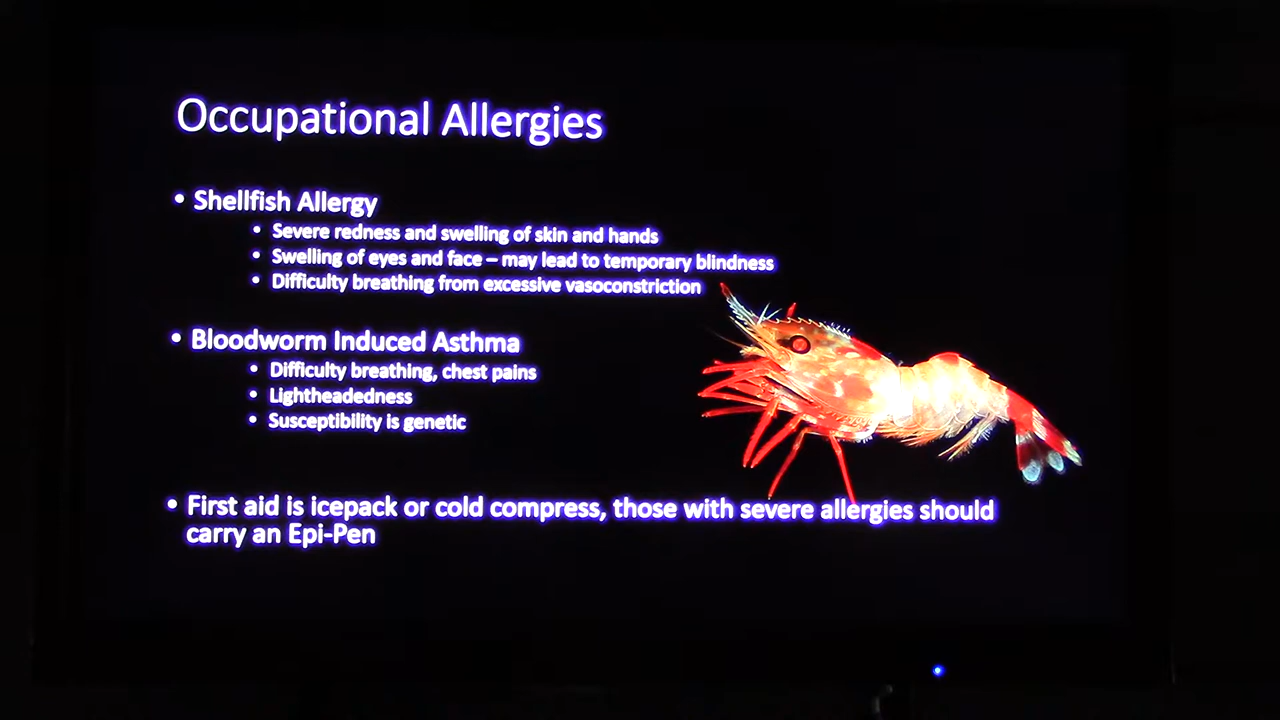 Occupational Allergies
• Shellfish Allergy
• Severe redness and swelling of skin and hands
• Swelling of eyes and face – may lead to temporary blindness
• Difficulty breathing from excessive vasoconstriction
• Bloodworm Induced Asthma
• Difficulty breathing, chest pains
• Lightheadedness
• Susceptibility is genetic
• First aid is icepack or cold compress, those with severe allergies should
carry an Epi-Pen